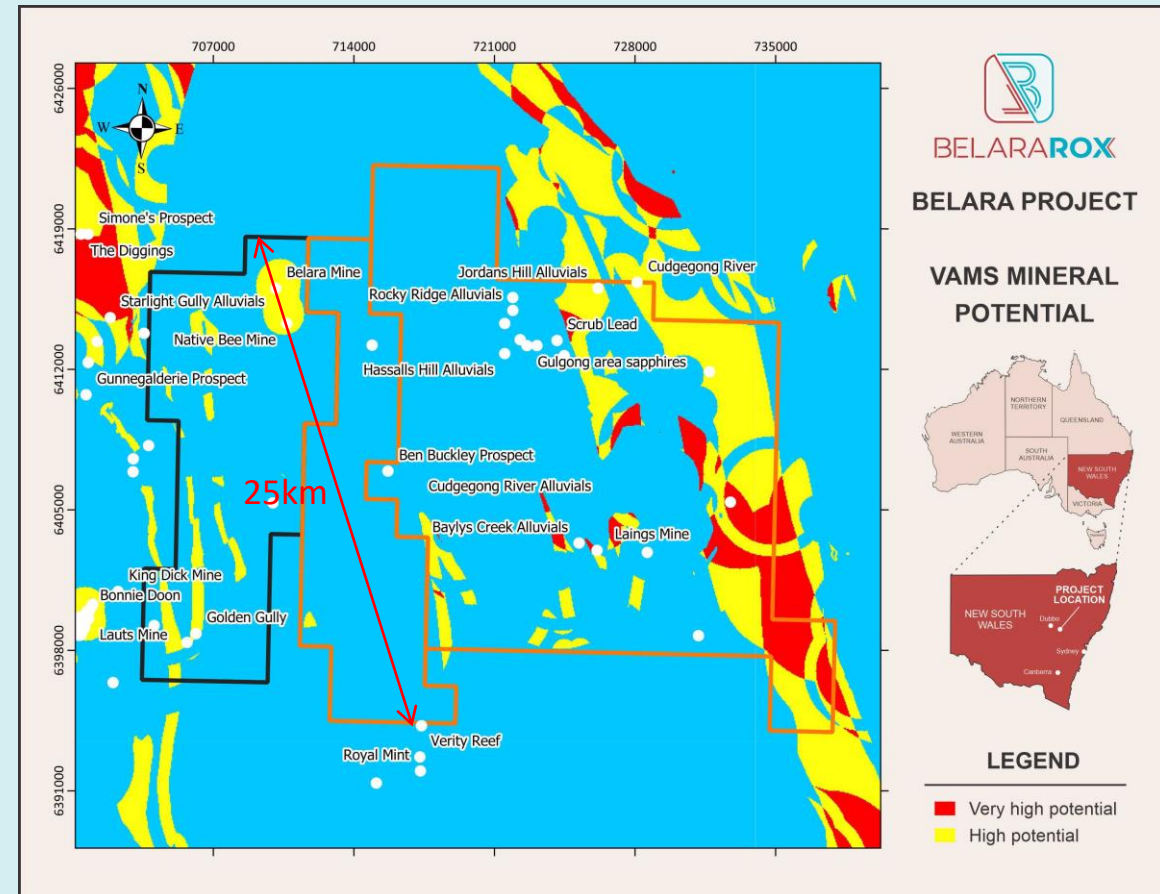 707000
714000
721000
728000
735000
6426000
6419000
6412000
6405000
6398000
6391000
N
W
E
S
Simone's Prospect
The Diggings
Belara Mine
Jordans Hill Alluvials
Cudgegong River
Starlight Gully Alluvials
Rocky Ridge Alluvials
Native Bee Mine
Scrub Lead
Hassalls Hill Alluvials
Gulgong area sapphires
Gunnegalderie Prospect
Ben Buckley Prospect
25km
Cudgegong River Alluvials
Baylys Creek Alluvials
Laings Mine
King Dick Mine
Bonnie Doon
Golden Gully
Lauts Mine
Verity Reef
Royal Mint
BELARAROX
BELARA PROJECT
VAMS MINERAL
POTENTIAL
NORTHERN
TERRITORY
QUEENSLAND
WESTERN
AUSTRALIA
SOUTH
AUSTRALIA
NEW SOUTH
WALES
VICTORIA
PROJECT
LOCATION
NEW SOUTH
WALES
Dubbo
Sydney
Canberra
LEGEND
Very high potential
High potential